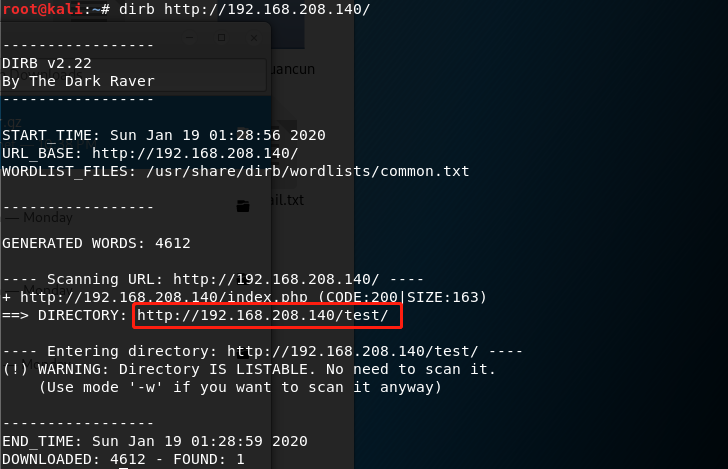 root@kali:~# dirb http://192.168.208.140/
-----------------
DIRB v2.22
By The Dark Raver
-----------------
START_TIME: Sun Jan 19 01:28:56 2020
URL_BASE: http://192.168.208.140/
WORDLIST_FILES: /usr/share/dirb/wordlists/common.txt
-----------------
GENERATED WORDS: 4612
---- Scanning URL: http://192.168.208.140/ ----
+ http://192.168.208.140/index.php (CODE:200|SIZE:163)
==> DIRECTORY: http://192.168.208.140/test/
---- Entering directory: http://192.168.208.140/test/ ----
(!) WARNING: Directory IS LISTABLE. No need to scan it.
(Use mode '-w' if you want to scan it anyway)
-----------------
END_TIME: Sun Jan 19 01:28:59 2020
DOWNLOADED: 4612 - FOUND: 1
uancun
ail.txt
— Monday